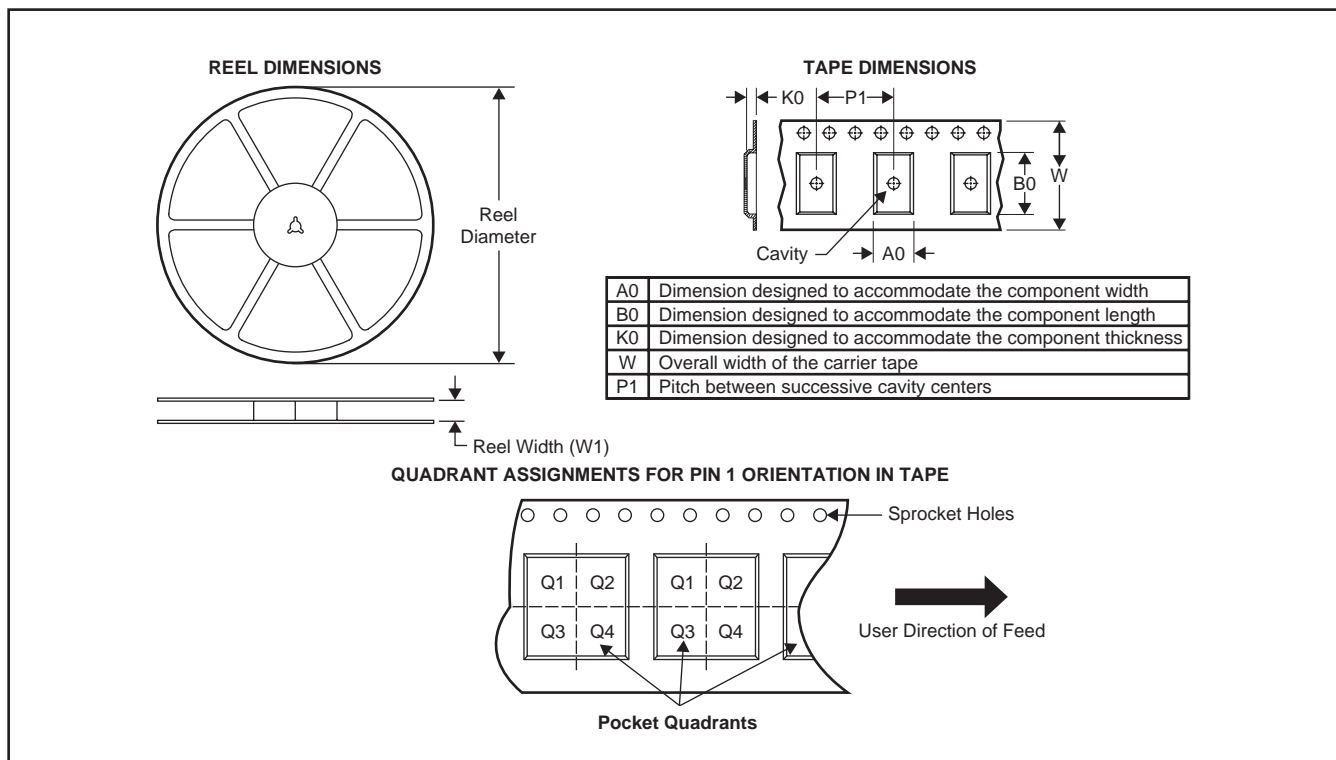 REEL DIMENSIONS
Reel
Diameter
Reel Width (W1)
TAPE DIMENSIONS
K0
P1
B0
W
Cavity
A0
A0 Dimension designed to accommodate the component width
B0 Dimension designed to accommodate the component length
K0 Dimension designed to accommodate the component thickness
W Overall width of the carrier tape
P1 Pitch between successive cavity centers
QUADRANT ASSIGNMENTS FOR PIN 1 ORIENTATION IN TAPE
Sprocket Holes
Q1 Q2 Q1 Q2
Q3 Q4 Q3 Q4
User Direction of Feed
Pocket Quadrants